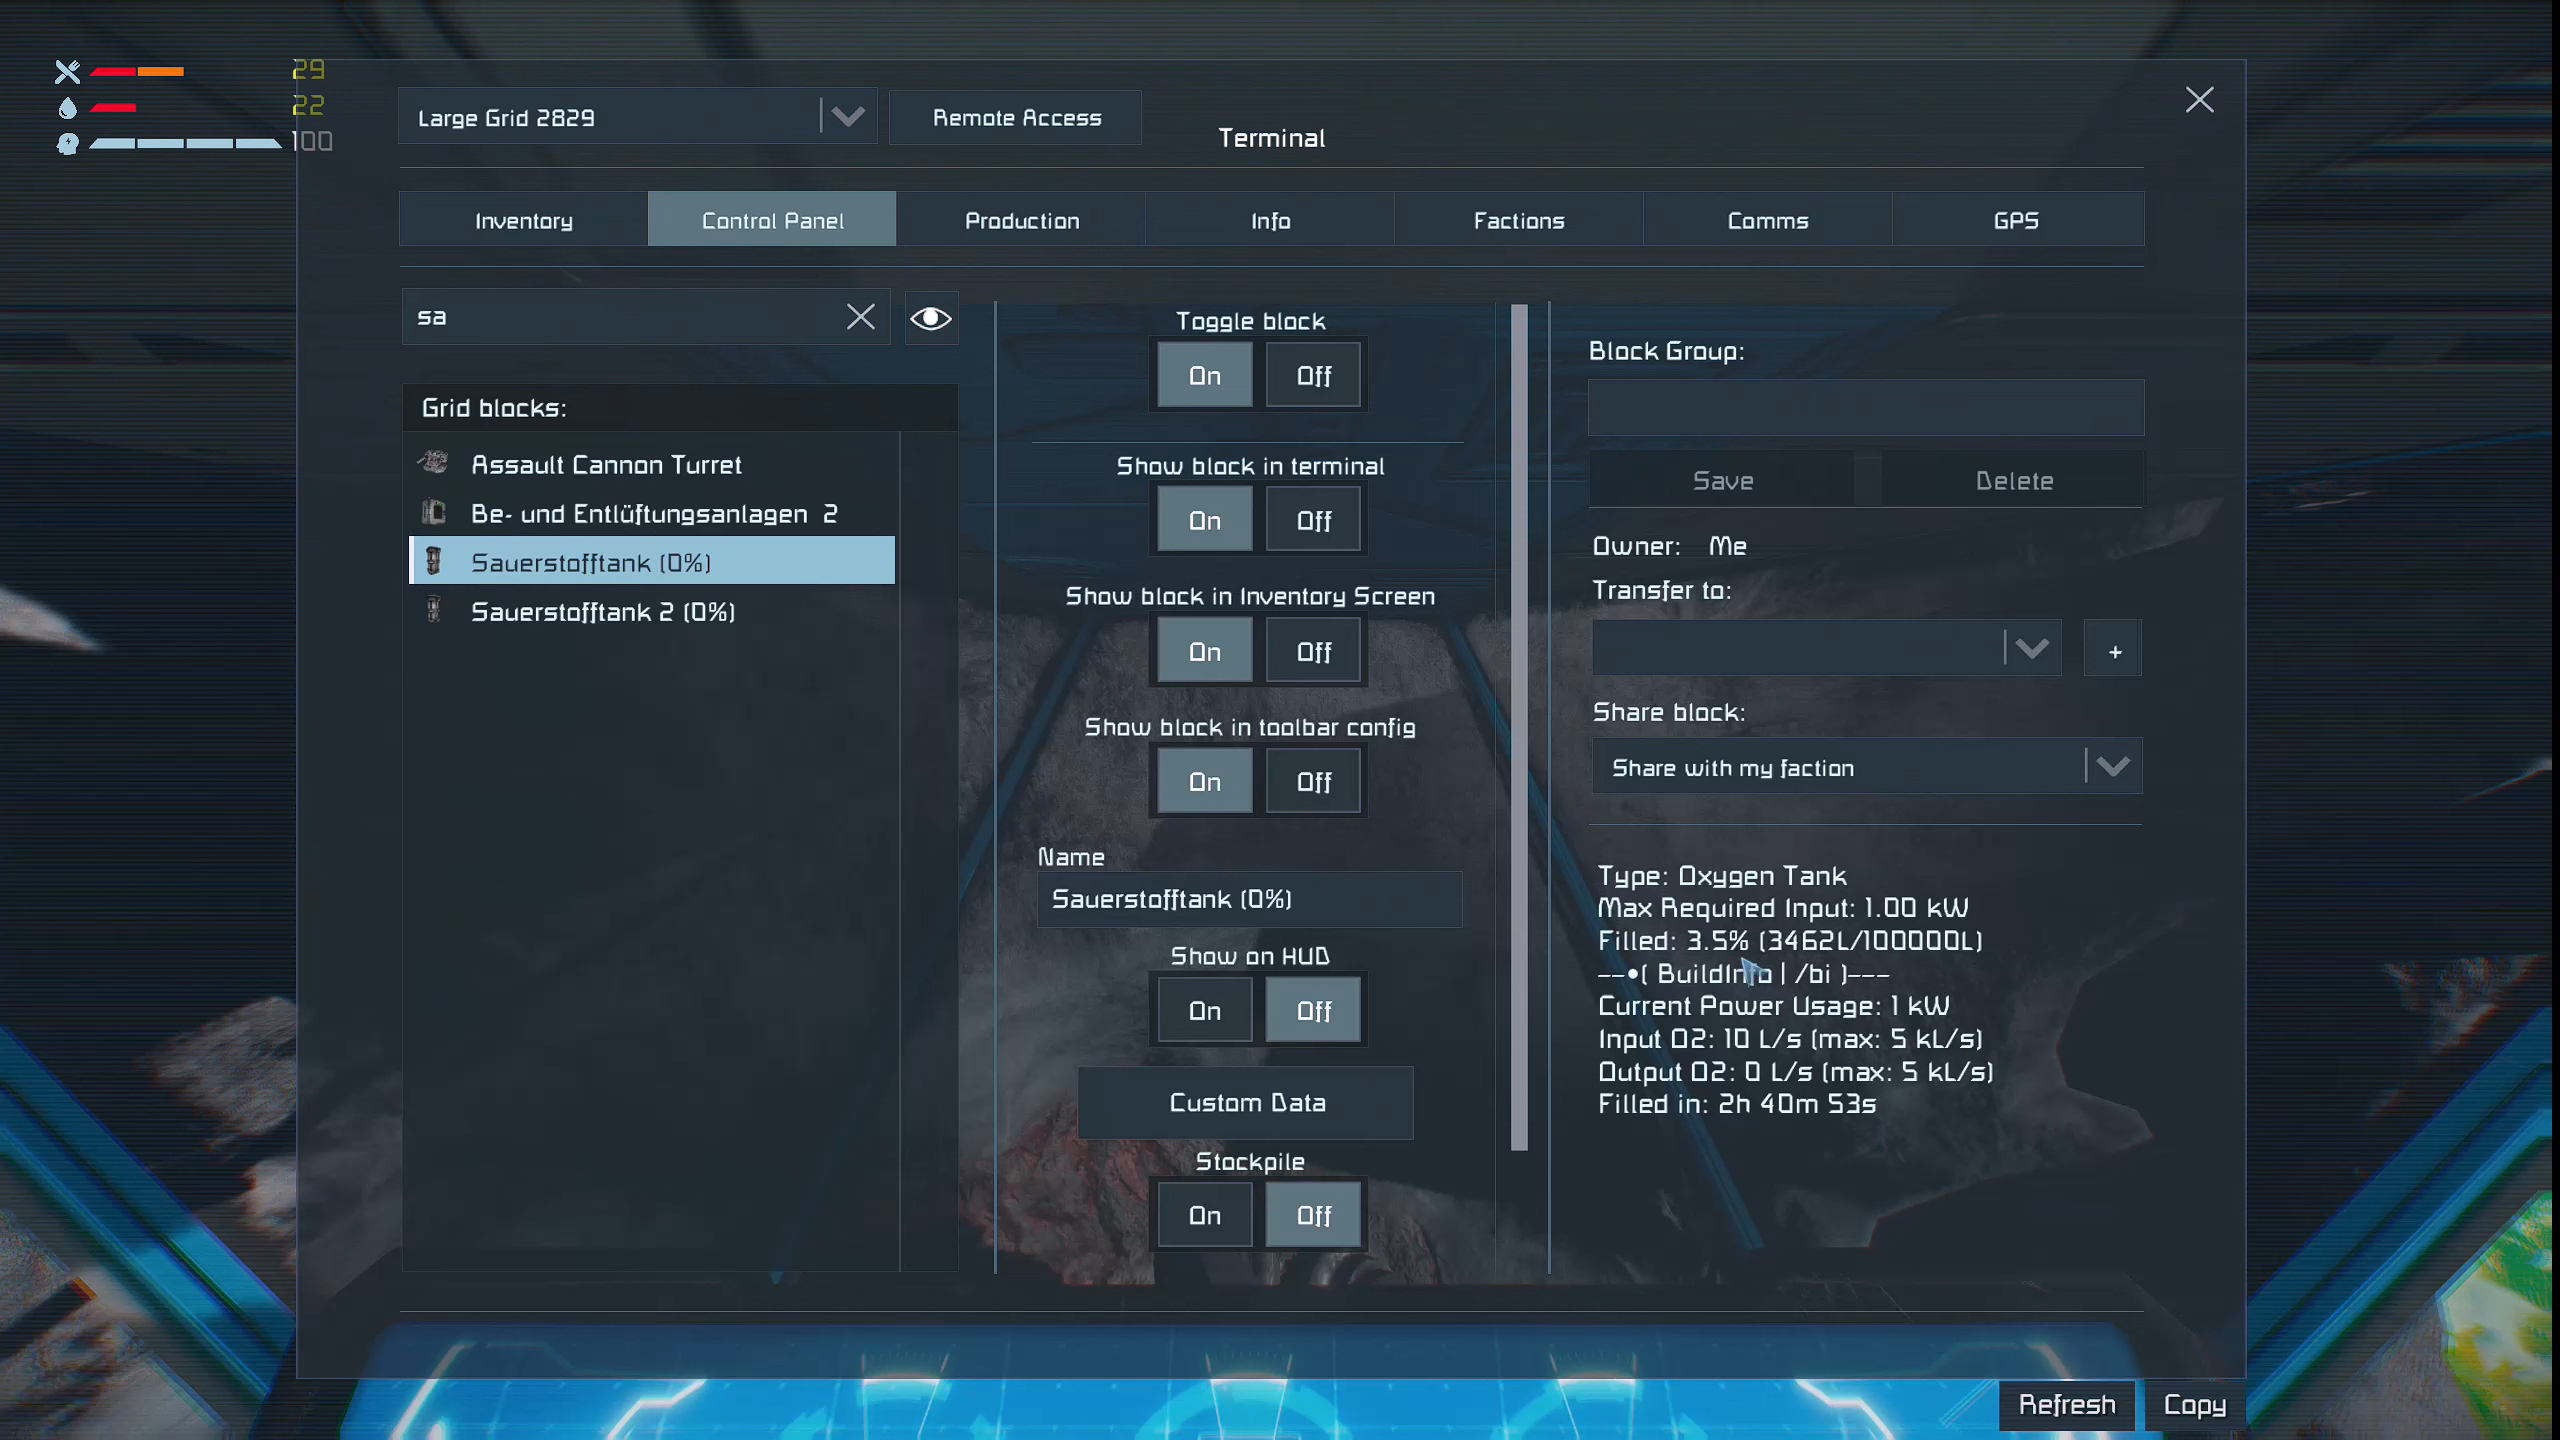 29
22
100
Large Grid 2829
Remote Access
Terminal
Inventory
Control Panel
Production
Info
Factions
Comms
GPS
sa
Grid blocks:
Assault Cannon Turret
Be- und Entlüftungsanlagen 2
Sauerstofftank (0%)
Sauerstofftank 2 (0%)
Toggle block
On Off
Show block in terminal
On Off
Show block in Inventory Screen
On Off
Show block in toolbar config
On Off
Name
Sauerstofftank (0%)
Show on HUD
On Off
Custom Data
Stockpile
On Off
Block Group:
Save Delete
Owner: Me
Transfer to:
+
Share block:
Share with my faction
Type: Oxygen Tank
Max Required Input: 1.00 kW
Filled: 3.5% (3462L/100000L)
--•( BuildInfo | /bi )---
Current Power Usage: 1 kW
Input O2: 10 L/s (max: 5 kL/s)
Output O2: 0 L/s (max: 5 kL/s)
Filled in: 2h 40m 53s
Refresh
Copy